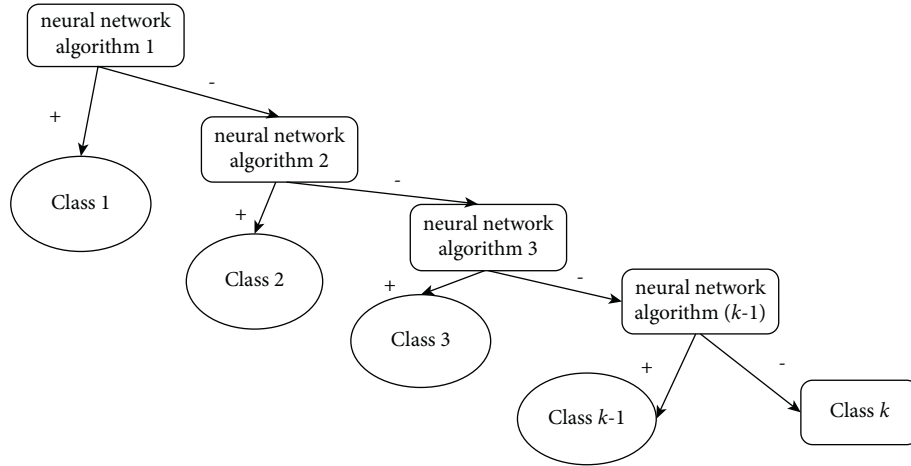 neural network
algorithm 1
-
+
neural network
algorithm 2
Class 1
-
+
neural network
algorithm 3
Class 2
-
+
neural network
algorithm (k-1)
Class 3
+
-
Class k-1
Class k